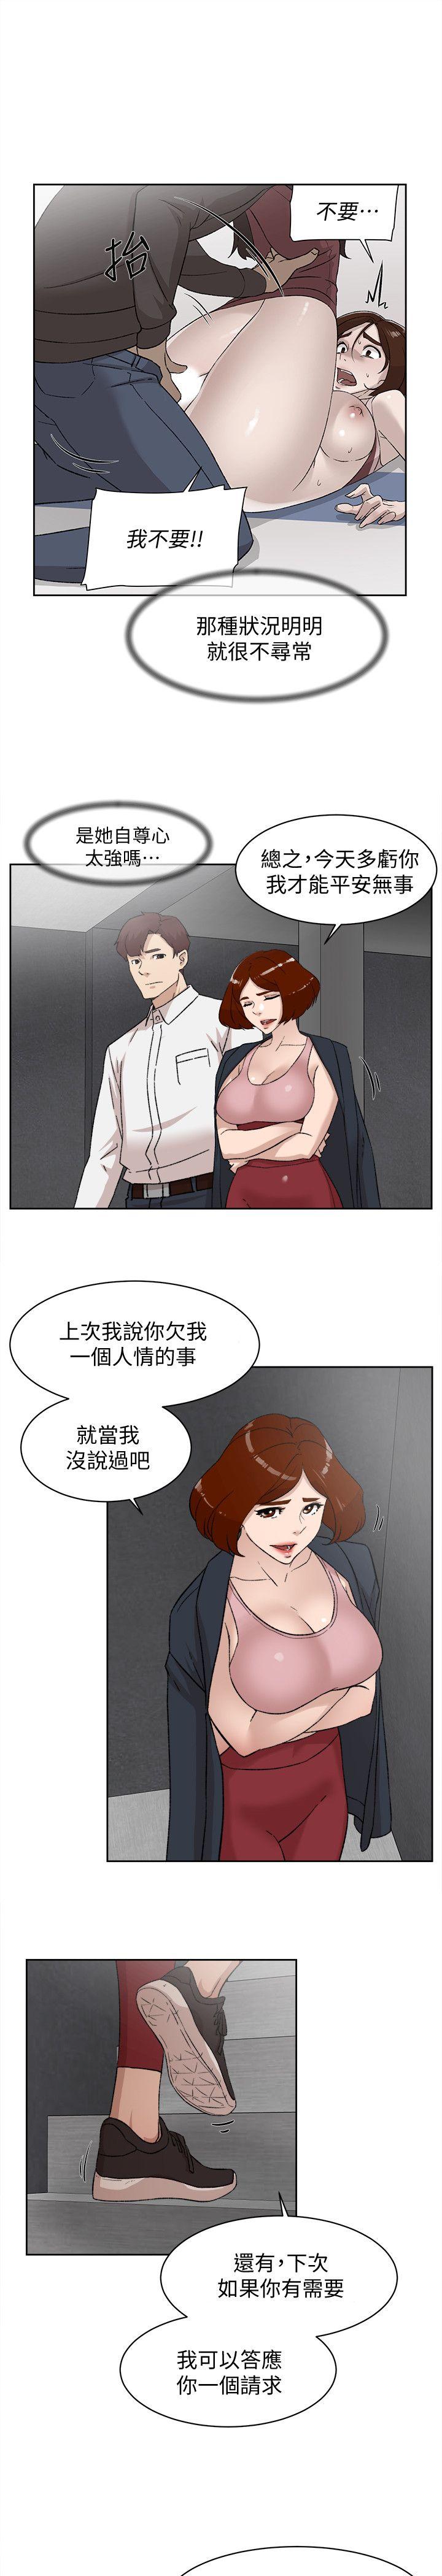 不要…
抬
我不要!!
那種狀況明明
就很不尋常
是她自尊心
太強嗎…
總之，今天多虧你
我才能平安無事
上次我說你欠我
一個人情的事
就當我
沒說過吧
還有，下次
如果你有需要
我可以答應
你一個請求